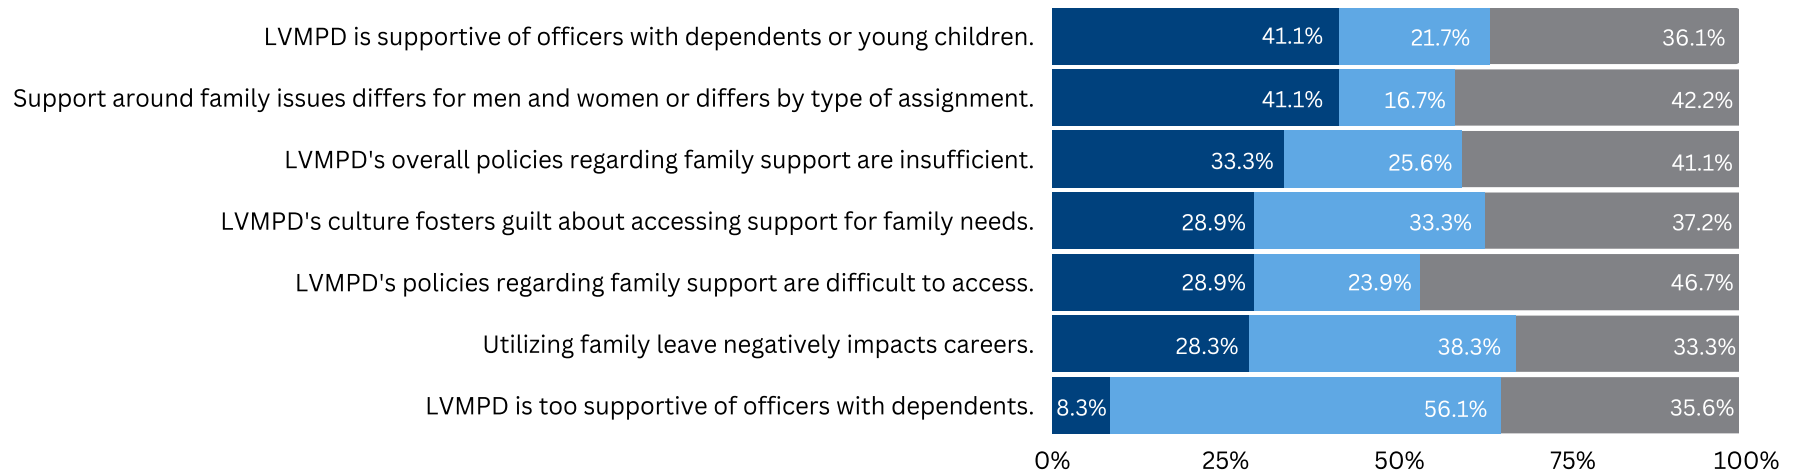 LVMPD is supportive of officers with dependents or young children. 41.1% 21.7% 36.1%
Support around family issues differs for men and women or differs by type of assignment. 41.1% 16.7% 42.2%
LVMPD's overall policies regarding family support are insufficient. 33.3% 25.6% 41.1%
LVMPD's culture fosters guilt about accessing support for family needs. 28.9% 33.3% 37.2%
LVMPD's policies regarding family support are difficult to access. 28.9% 23.9% 46.7%
Utilizing family leave negatively impacts careers. 28.3% 38.3% 33.3%
LVMPD is too supportive of officers with dependents. 8.3% 56.1% 35.6%
0% 25% 50% 75% 100%